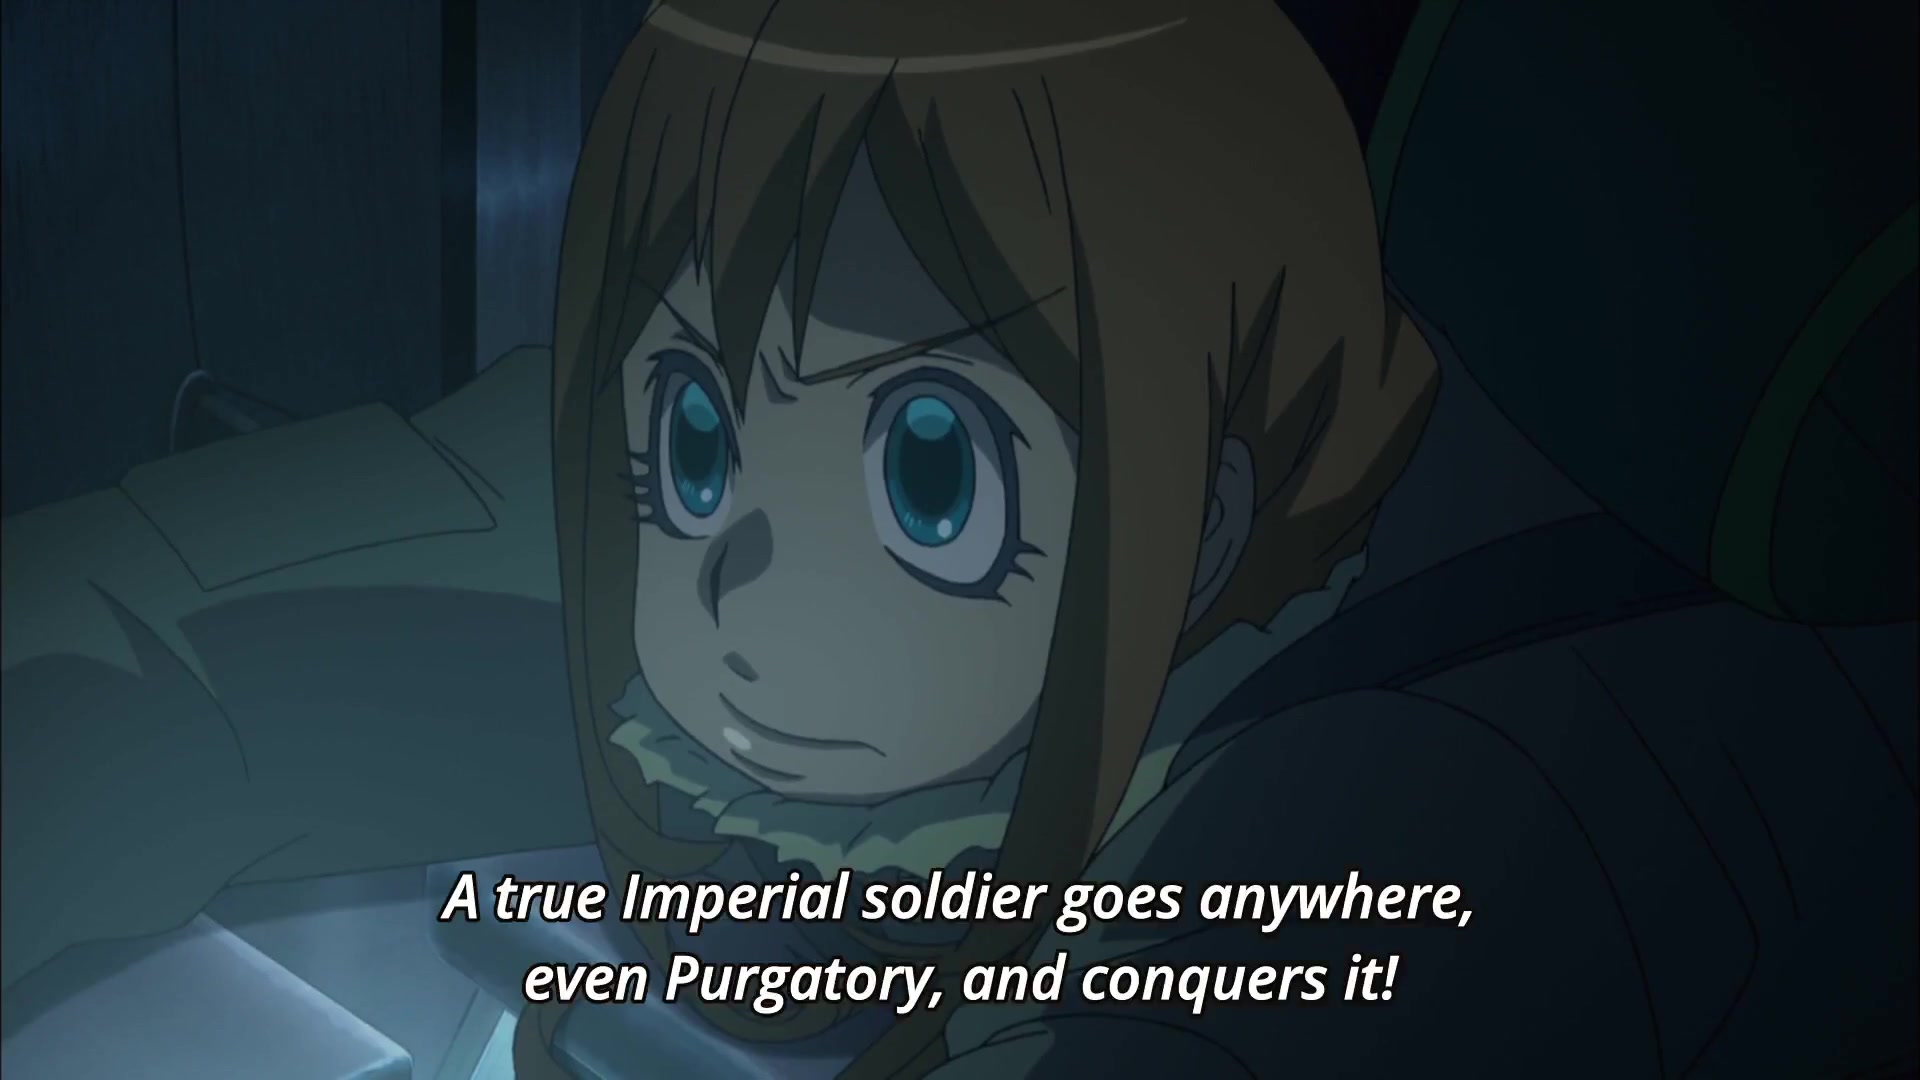 A true Imperial soldier goes anywhere,
even Purgatory, and conquers it!